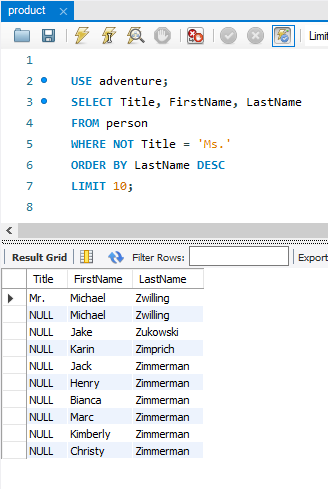 product ×
Limi
1
2 USE adventure;
3 SELECT Title, FirstName, LastName
4 FROM person
5 WHERE NOT Title = 'Ms.'
6 ORDER BY LastName DESC
7 LIMIT 10;
8
Result Grid Filter Rows: Export
Title FirstName LastName
Mr. Michael Zwilling
NULL Michael Zwilling
NULL Jake Zukowski
NULL Karin Zimprich
NULL Jack Zimmerman
NULL Henry Zimmerman
NULL Bianca Zimmerman
NULL Marc Zimmerman
NULL Kimberly Zimmerman
NULL Christy Zimmerman